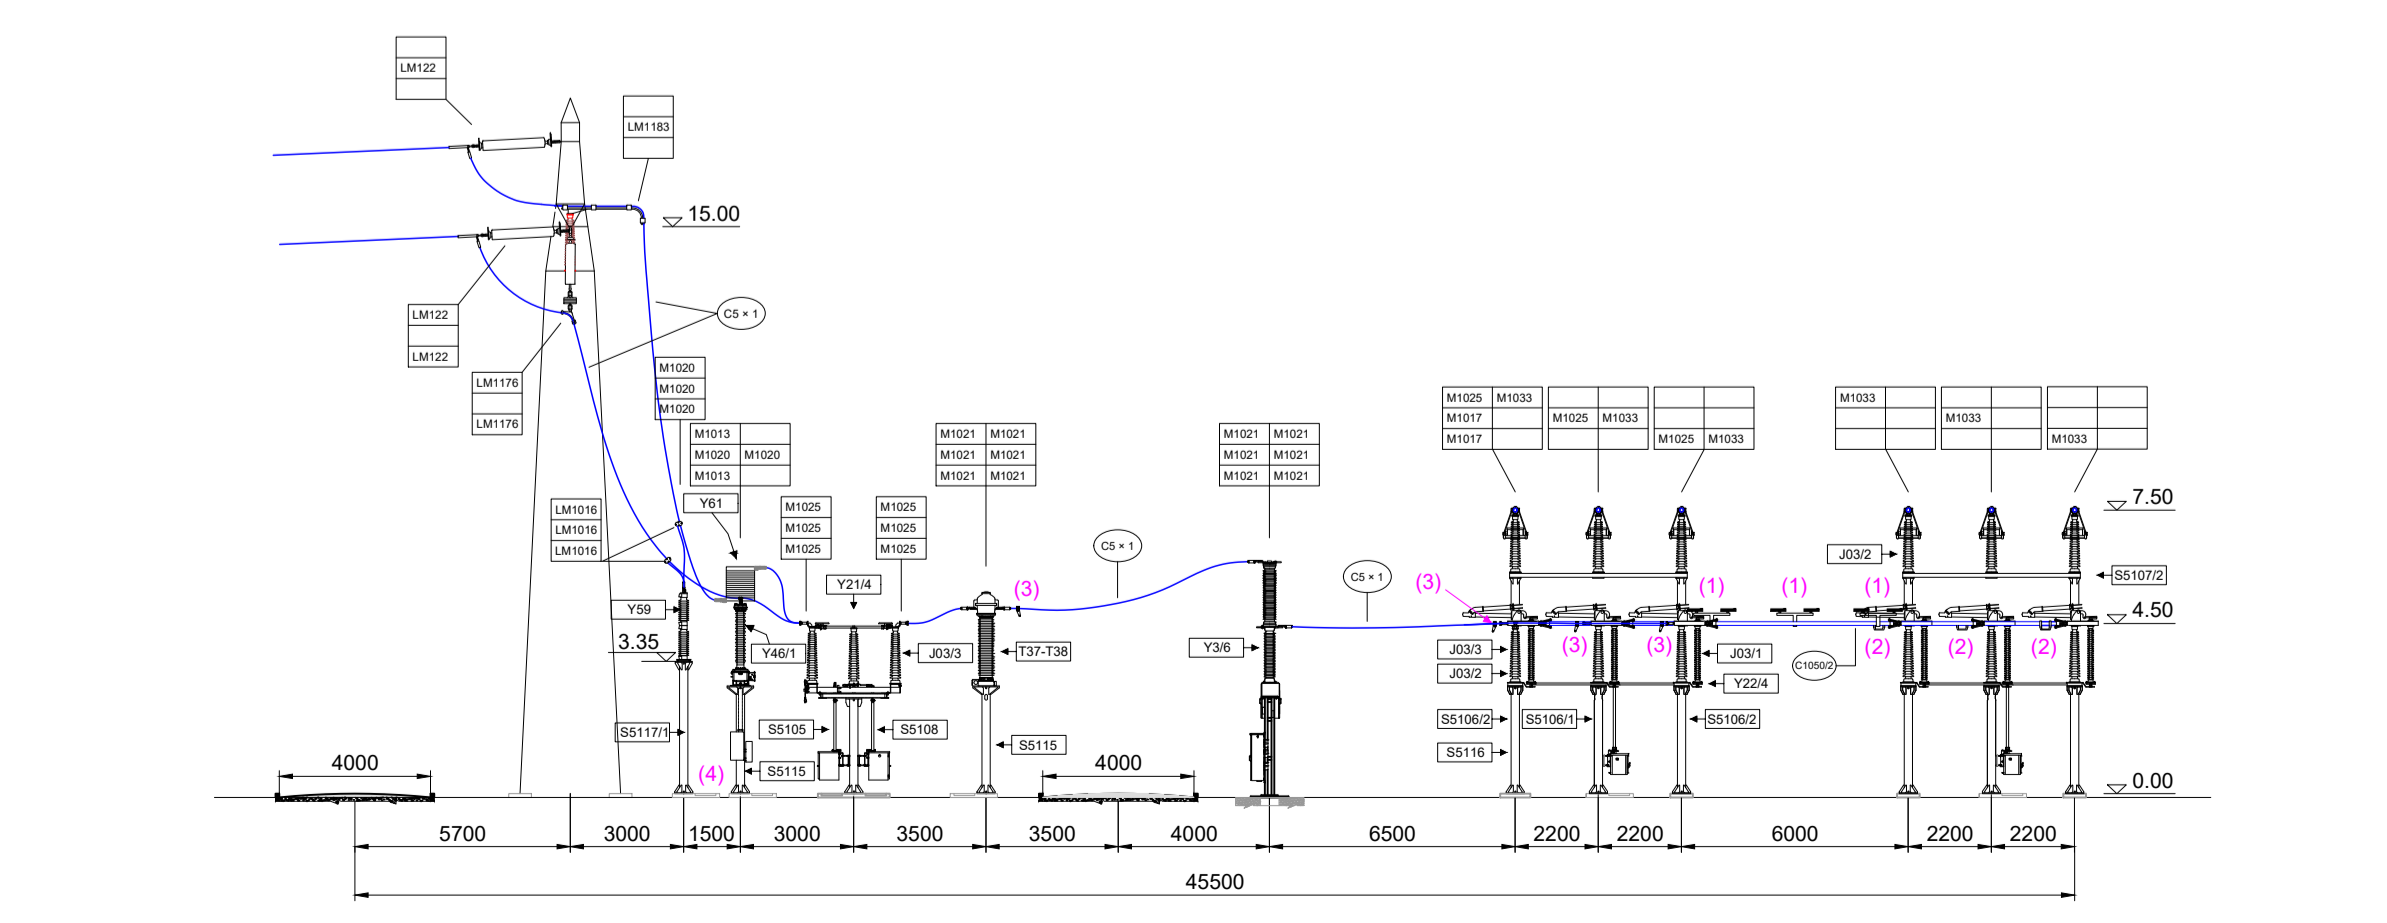 LM122
LM1183
15.00
LM122
LM122
C5 × 1
LM1176
LM1176
M1020
M1020
M1020
M1013
M1020 M1020
M1013
M1021 M1021
M1021 M1021
M1021 M1021
M1021 M1021
M1021 M1021
M1021 M1021
M1025 M1033
M1017
M1017
M1025 M1033
M1025 M1033
M1033
M1033
M1033
LM1016
LM1016
LM1016
Y61
M1025
M1025
M1025
M1025
M1025
M1025
7.50
C5 × 1
J03/2
C5 × 1
Y21/4
S5107/2
(3)
(3)
(1)
(1)
(1)
Y59
4.50
3.35
Y46/1
J03/3
T37-T38
Y3/6
J03/3
(3)
(3)
J03/1
(2)
(2)
(2)
C1050/2
J03/2
Y22/4
S5117/1
S5105
S5108
S5115
S5106/2
S5106/1
S5106/2
S5116
(4)
S5115
4000
4000
0.00
5700 3000 1500 3000 3500 3500 4000 6500 2200 2200 6000 2200 2200
45500